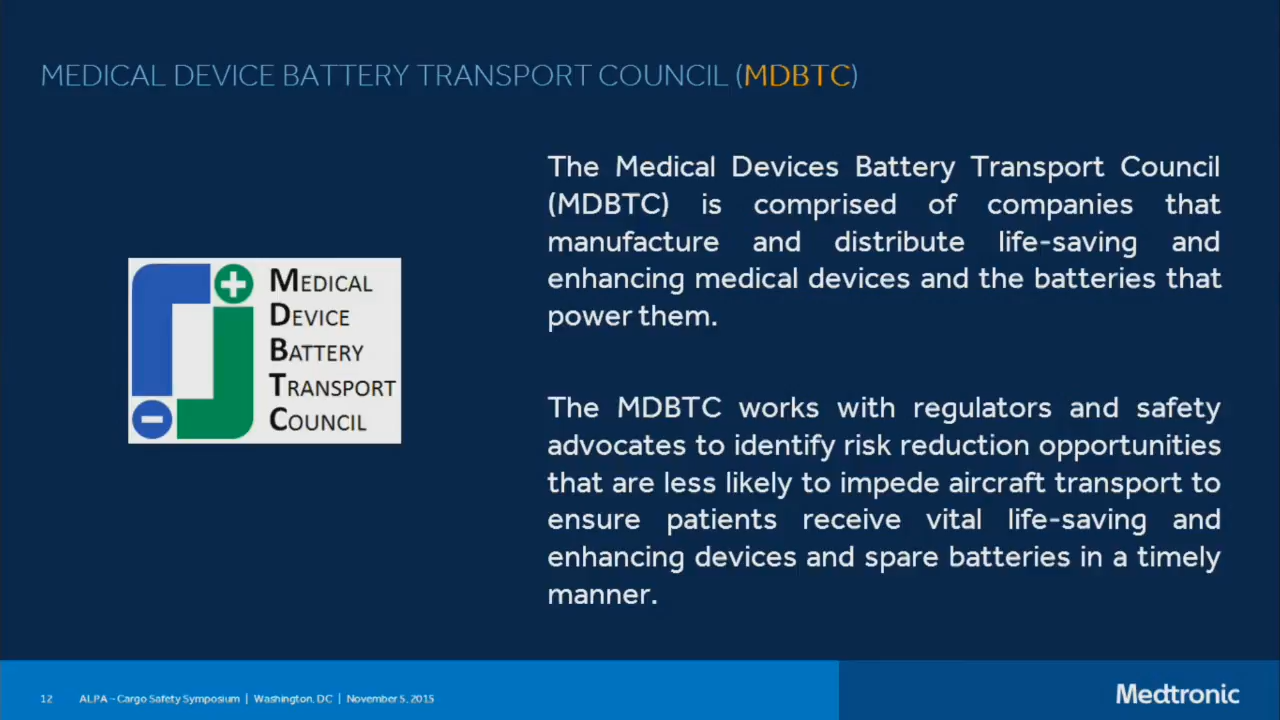 MEDICAL DEVICE BATTERY TRANSPORT COUNCIL (MDBTC)
MEDICAL
DEVICE
BATTERY
TRANSPORT
COUNCIL
The Medical Devices Battery Transport Council
(MDBTC) is comprised of companies that
manufacture and distribute life-saving and
enhancing medical devices and the batteries that
power them.
The MDBTC works with regulators and safety
advocates to identify risk reduction opportunities
that are less likely to impede aircraft transport to
ensure patients receive vital life-saving and
enhancing devices and spare batteries in a timely
manner.
12 ALPA – Cargo Safety Symposium | Washington, DC | November 5, 2015
Medtronic